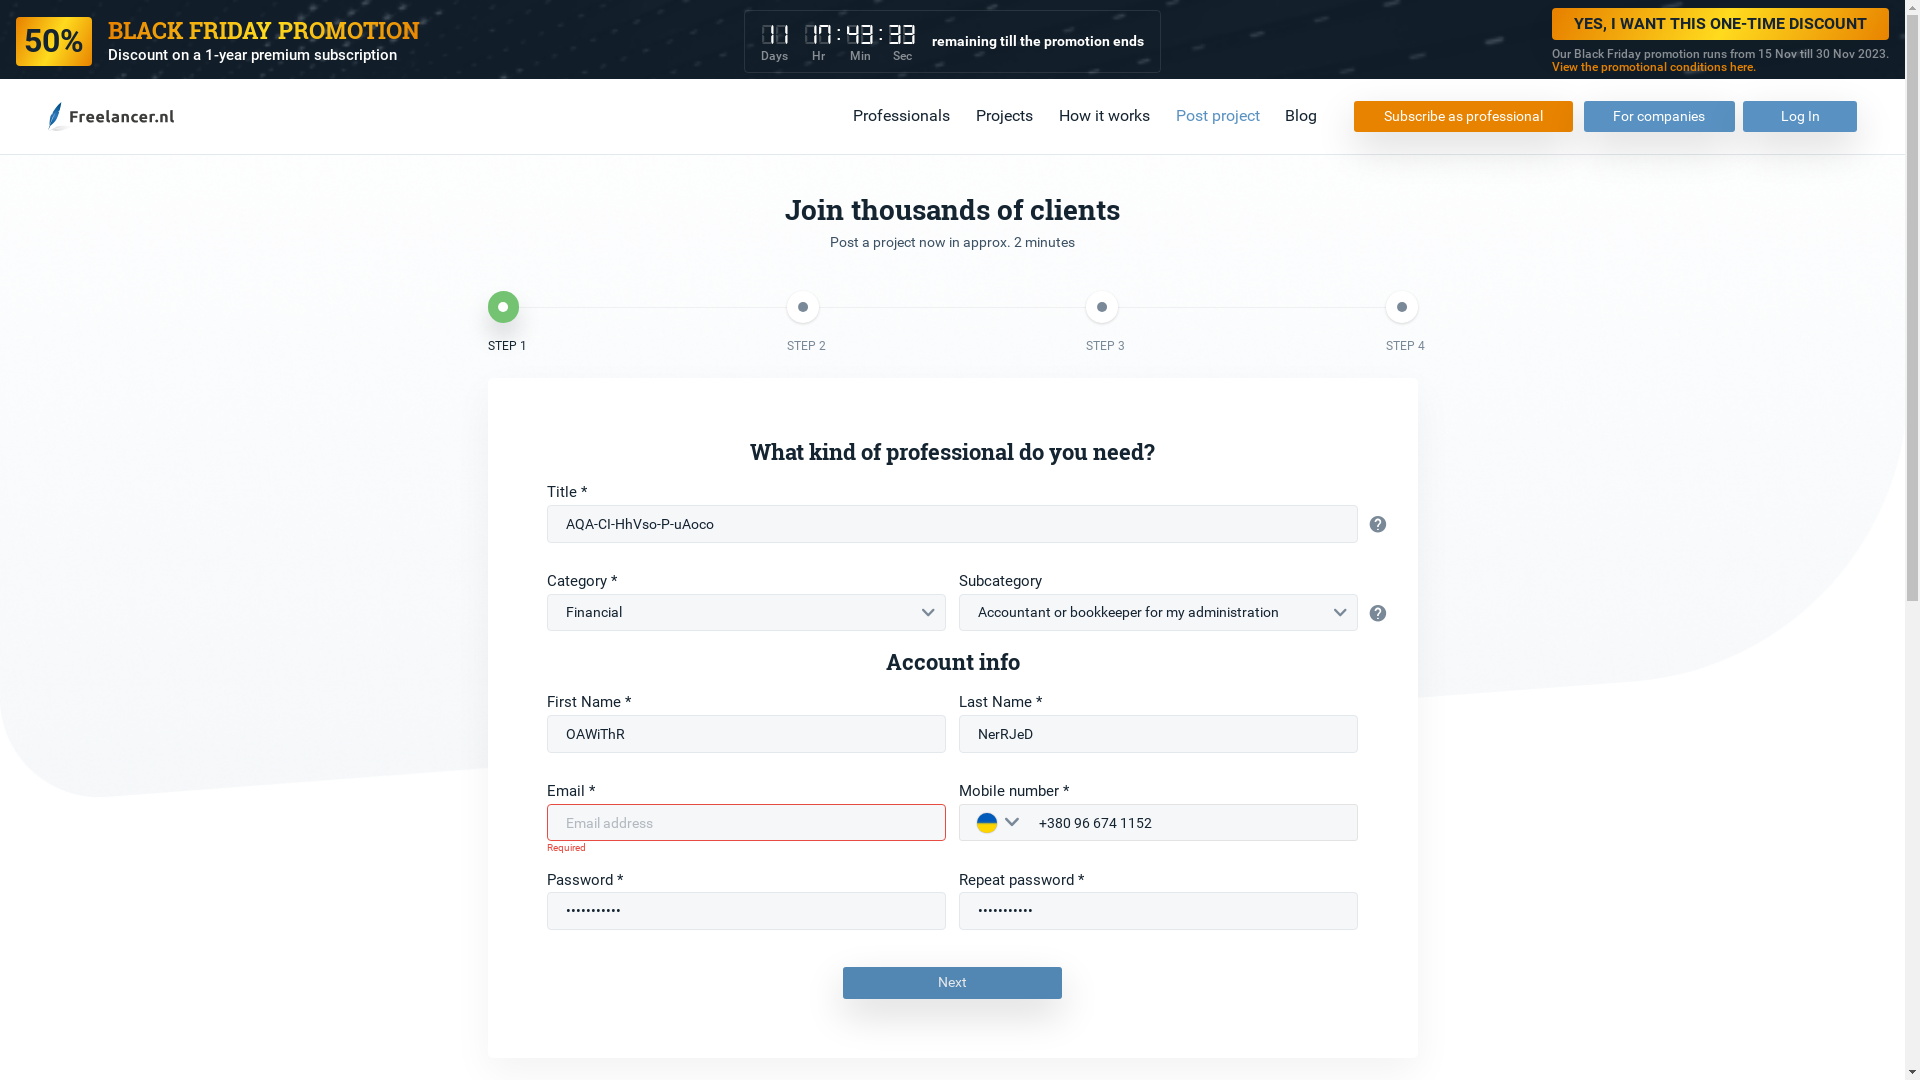 50%
BLACK FRIDAY PROMOTION
Discount on a 1-year premium subscription
11 17 : 43 : 33
Days Hr Min Sec
remaining till the promotion ends
YES, I WANT THIS ONE-TIME DISCOUNT
Our Black Friday promotion runs from 15 Nov till 30 Nov 2023.
View the promotional conditions here.
Freelancer.nl
Professionals Projects How it works Post project Blog Subscribe as professional For companies Log In
Join thousands of clients
Post a project now in approx. 2 minutes
STEP 1 STEP 2 STEP 3 STEP 4
What kind of professional do you need?
Title *
AQA-CI-HhVso-P-uAoco
Category * Subcategory
Financial Accountant or bookkeeper for my administration
Account info
First Name * Last Name *
OAWiThR NerRJeD
Email * Mobile number *
Email address +380 96 674 1152
Required
Password * Repeat password *
••••••••••• •••••••••••
Next